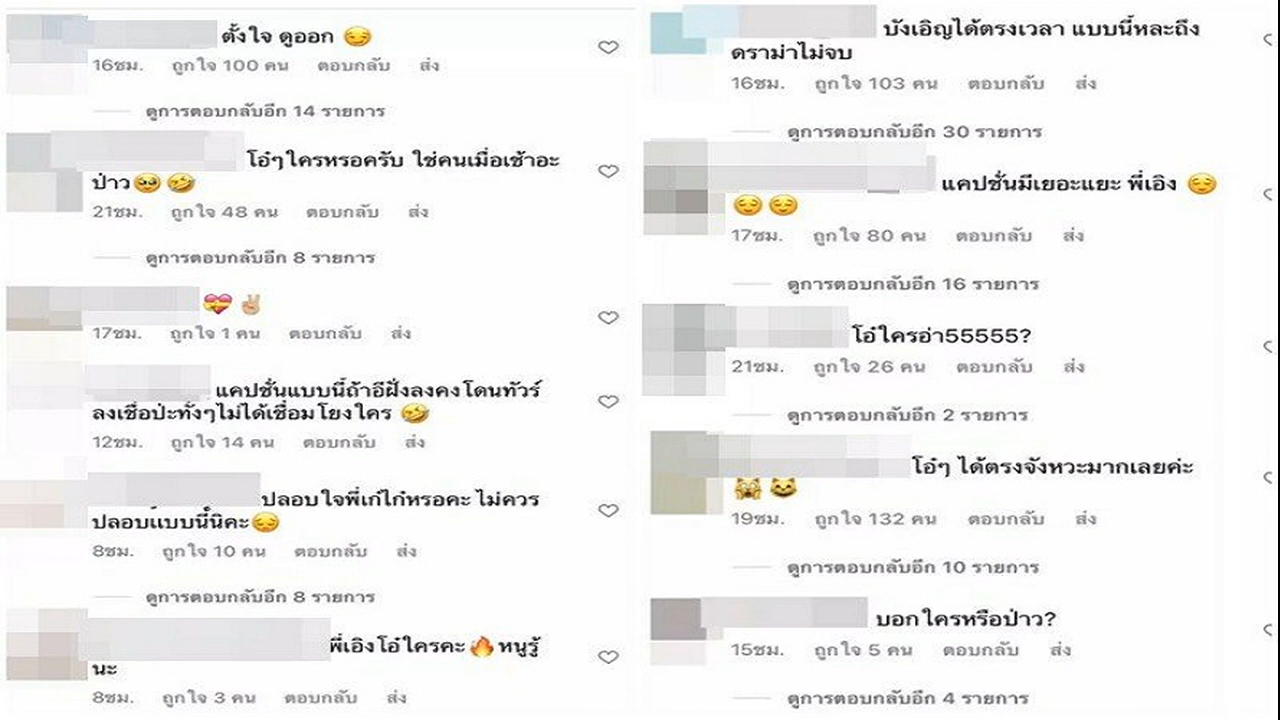 ตั้งใจ ดูออก 😏
16ชม. ถูกใจ 100 คน ตอบกลับ ส่ง
ดูการตอบกลับอีก 14 รายการ
โอ๋ๆใครหรอครับ ใช่คนเมื่อเช้าอะ
ป่าว🥺🤣
21ชม. ถูกใจ 48 คน ตอบกลับ ส่ง
ดูการตอบกลับอีก 8 รายการ
💝✌🏼
17ชม. ถูกใจ 1 คน ตอบกลับ ส่ง
แคปชั่นแบบนี้ถ้าอีฝั่งลงคงโดนทัวร์
ลงเชื่อป่ะทั้งๆไม่ได้เชื่อมโยงใคร 🤣
12ชม. ถูกใจ 14 คน ตอบกลับ ส่ง
ปลอบใจพี่เก๋ไก๋หรอคะ ไม่ควร
ปลอบแบบนี้นิคะ😔
8ชม. ถูกใจ 10 คน ตอบกลับ ส่ง
ดูการตอบกลับอีก 8 รายการ
พี่เอิงโอ๋ใครคะ🔥หนูรู้
นะ
8ชม. ถูกใจ 3 คน ตอบกลับ ส่ง
บังเอิญได้ตรงเวลา แบบนี้หละถึง
ดราม่าไม่จบ
16ชม. ถูกใจ 103 คน ตอบกลับ ส่ง
ดูการตอบกลับอีก 30 รายการ
แคปชั่นมีเยอะแยะ พี่เอิง 😌
😌😌
17ชม. ถูกใจ 80 คน ตอบกลับ ส่ง
ดูการตอบกลับอีก 16 รายการ
โอ๋ใครอ่า55555?
21ชม. ถูกใจ 26 คน ตอบกลับ ส่ง
ดูการตอบกลับอีก 2 รายการ
โอ๋ๆ ได้ตรงจังหวะมากเลยค่ะ
🙀😺
19ชม. ถูกใจ 132 คน ตอบกลับ ส่ง
ดูการตอบกลับอีก 10 รายการ
บอกใครหรือป่าว?
15ชม. ถูกใจ 5 คน ตอบกลับ ส่ง
ดูการตอบกลับอีก 4 รายการ